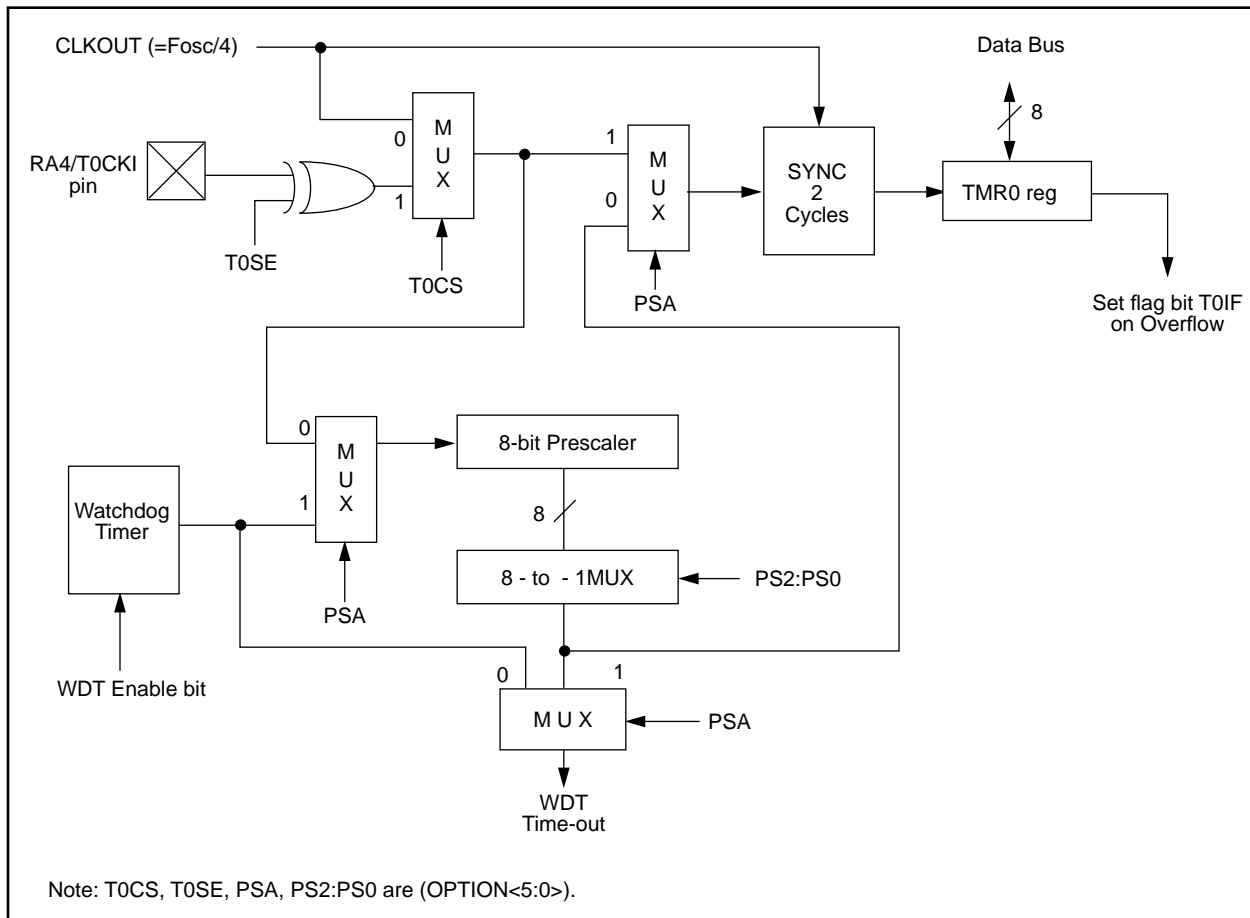 CLKOUT (=Fosc/4)
Data Bus
8
M
U
X
0
1
RA4/T0CKI
pin
T0SE
T0CS
M
U
X
1
0
PSA
SYNC
2
Cycles
TMR0 reg
Set flag bit T0IF
on Overflow
0
1
M
U
X
PSA
8-bit Prescaler
8
8 - to - 1MUX
PS2:PS0
Watchdog
Timer
WDT Enable bit
0
1
M U X
PSA
WDT
Time-out
Note: T0CS, T0SE, PSA, PS2:PS0 are (OPTION<5:0>).